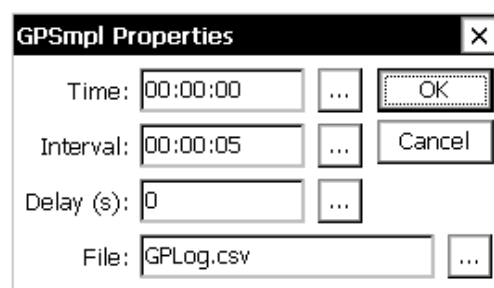 GPSmpl Properties ×
Time: 00:00:00 ... OK
Interval: 00:00:05 ... Cancel
Delay (s): 0 ...
File: GPLog.csv ...